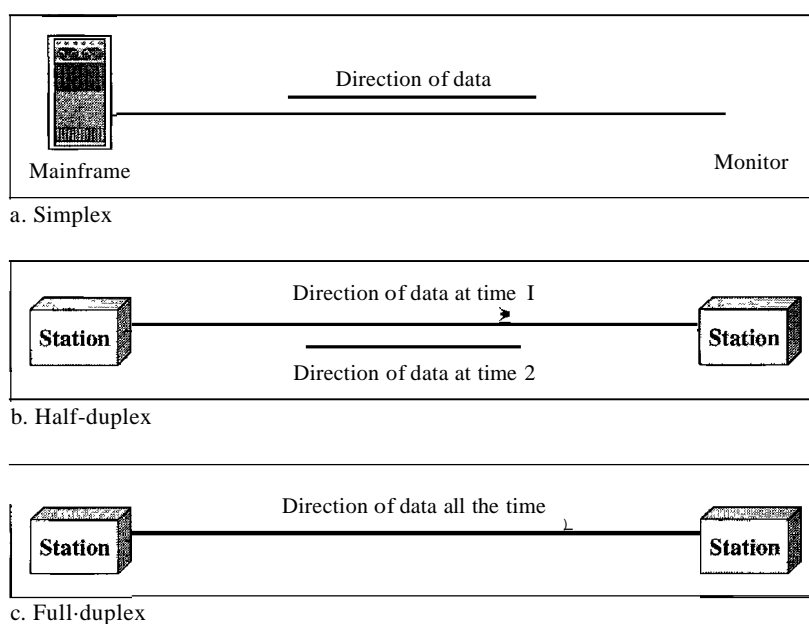 Direction of data
Mainframe
Monitor
a. Simplex
Direction of data at time I
Station
Station
Direction of data at time 2
b. Half-duplex
Direction of data all the time
Station
Station
c. Full·duplex